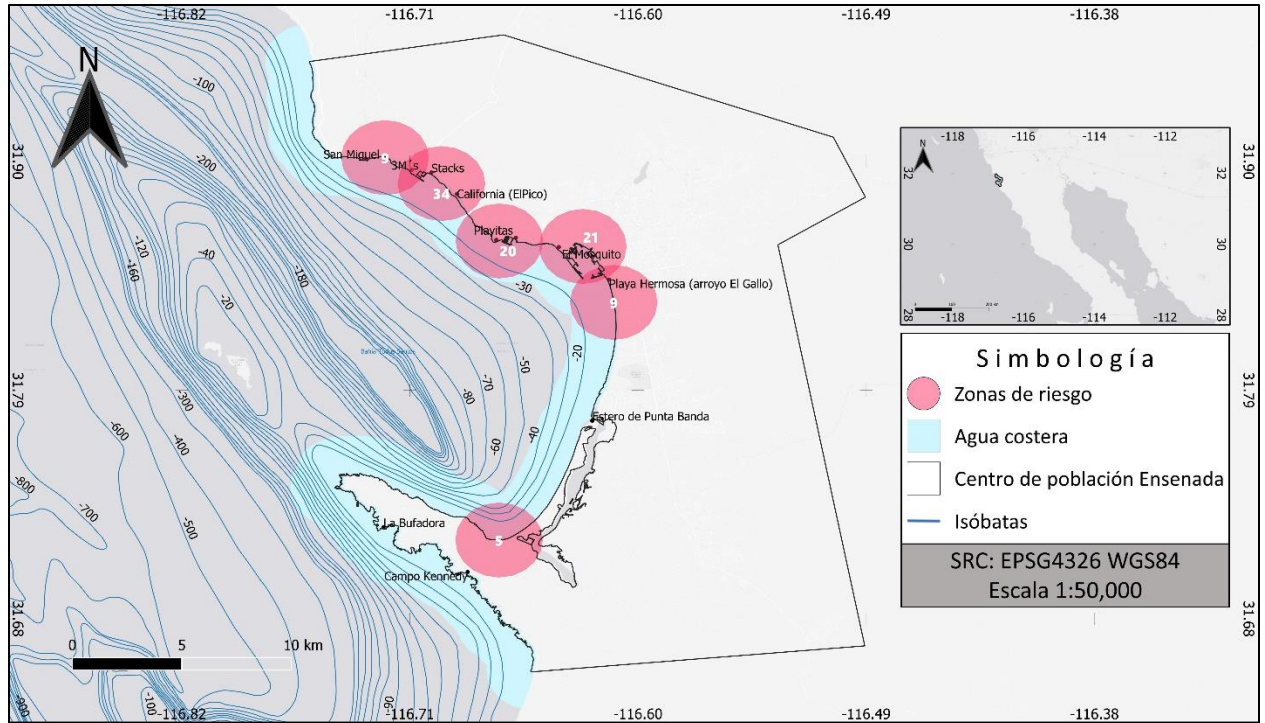 -116.82 -116.71 -116.60 -116.49 -116.38
N
31.90
31.79
31.68
-100
-200
-120
-160
-40
-20
-180
-300
-600
-400
-800
-700
-500
-30
-20
-50
-70
-80
-40
-60
-900
-100
-90
San Miguel
9
3M´s
Stacks
34
California (ElPico)
Playitas
20
21
El Mosquito
Playa Hermosa (arroyo El Gallo)
9
Estero de Punta Banda
La Bufadora
5
Campo Kennedy
0 5 10 km
-116.82 -116.71 -116.60 -116.49 -116.38
31.90
31.79
31.68
-118 -116 -114 -112
N
32
30
28
32
30
28
-118 -116 -114 -112
Simbología
Zonas de riesgo
Agua costera
Centro de población Ensenada
Isóbatas
SRC: EPSG4326 WGS84
Escala 1:50,000